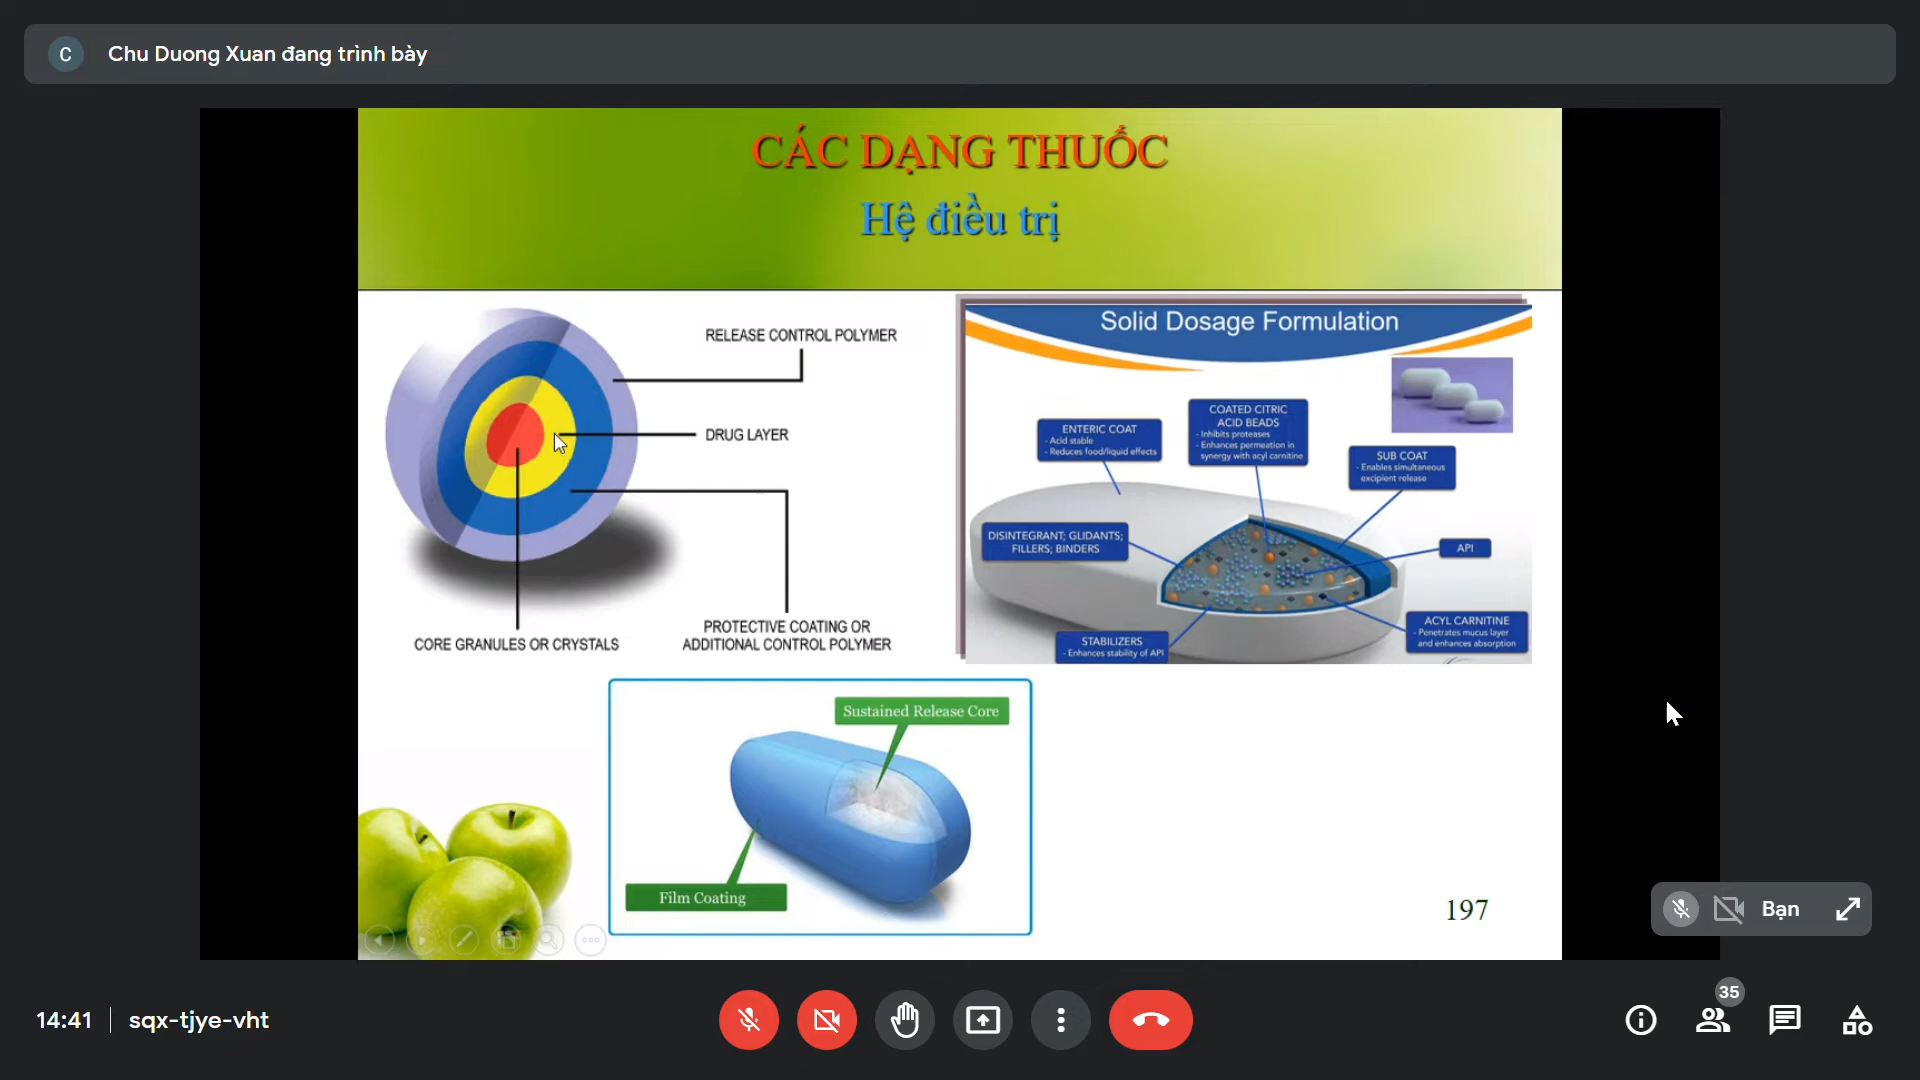 C
Chu Duong Xuan đang trình bày
CÁC DẠNG THUỐC
Hệ điều trị
RELEASE CONTROL POLYMER
DRUG LAYER
PROTECTIVE COATING OR
ADDITIONAL CONTROL POLYMER
CORE GRANULES OR CRYSTALS
Solid Dosage Formulation
ENTERIC COAT
- Acid stable
- Reduces food/liquid effects
COATED CITRIC
ACID BEADS
- Inhibits proteases
- Enhances permeation in
synergy with acyl carnitine
SUB COAT
- Enables simultaneous
excipient release
DISINTEGRANT; GLIDANTS;
FILLERS; BINDERS
API
ACYL CARNITINE
- Penetrates mucus layer
and enhances absorption
STABILIZERS
- Enhances stability of API
Sustained Release Core
Film Coating
197
Bạn
14:41
sqx-tjye-vht
35